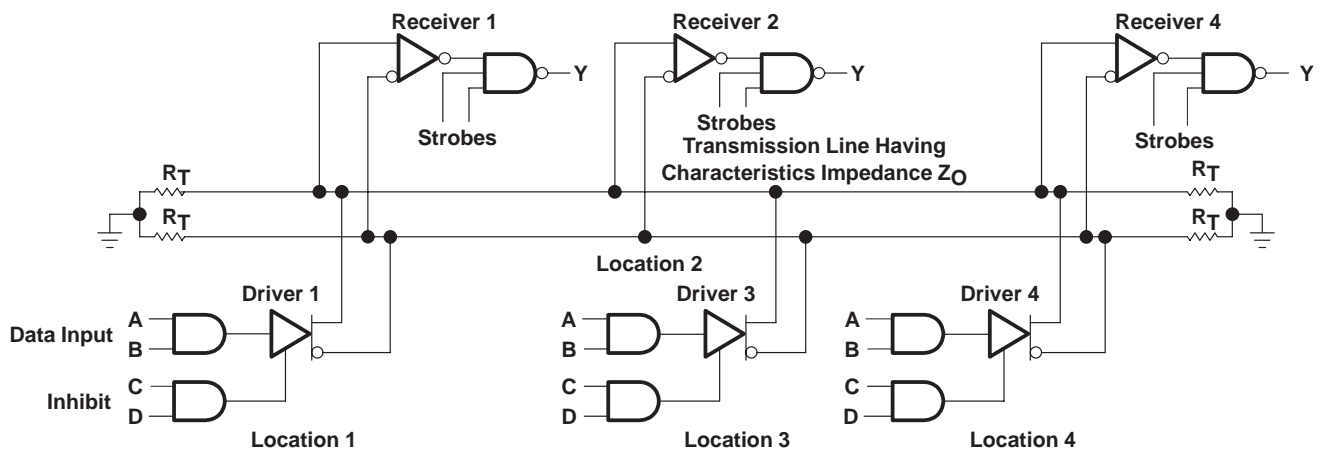 Receiver 1
Receiver 2
Receiver 4
Y
Y
Y
Strobes
Strobes
Strobes
Transmission Line Having
Characteristics Impedance ZO
RT
RT
RT
RT
Location 2
Driver 1
Driver 3
Driver 4
Data Input
A
B
A
B
A
B
Inhibit
C
D
C
D
C
D
Location 1
Location 3
Location 4